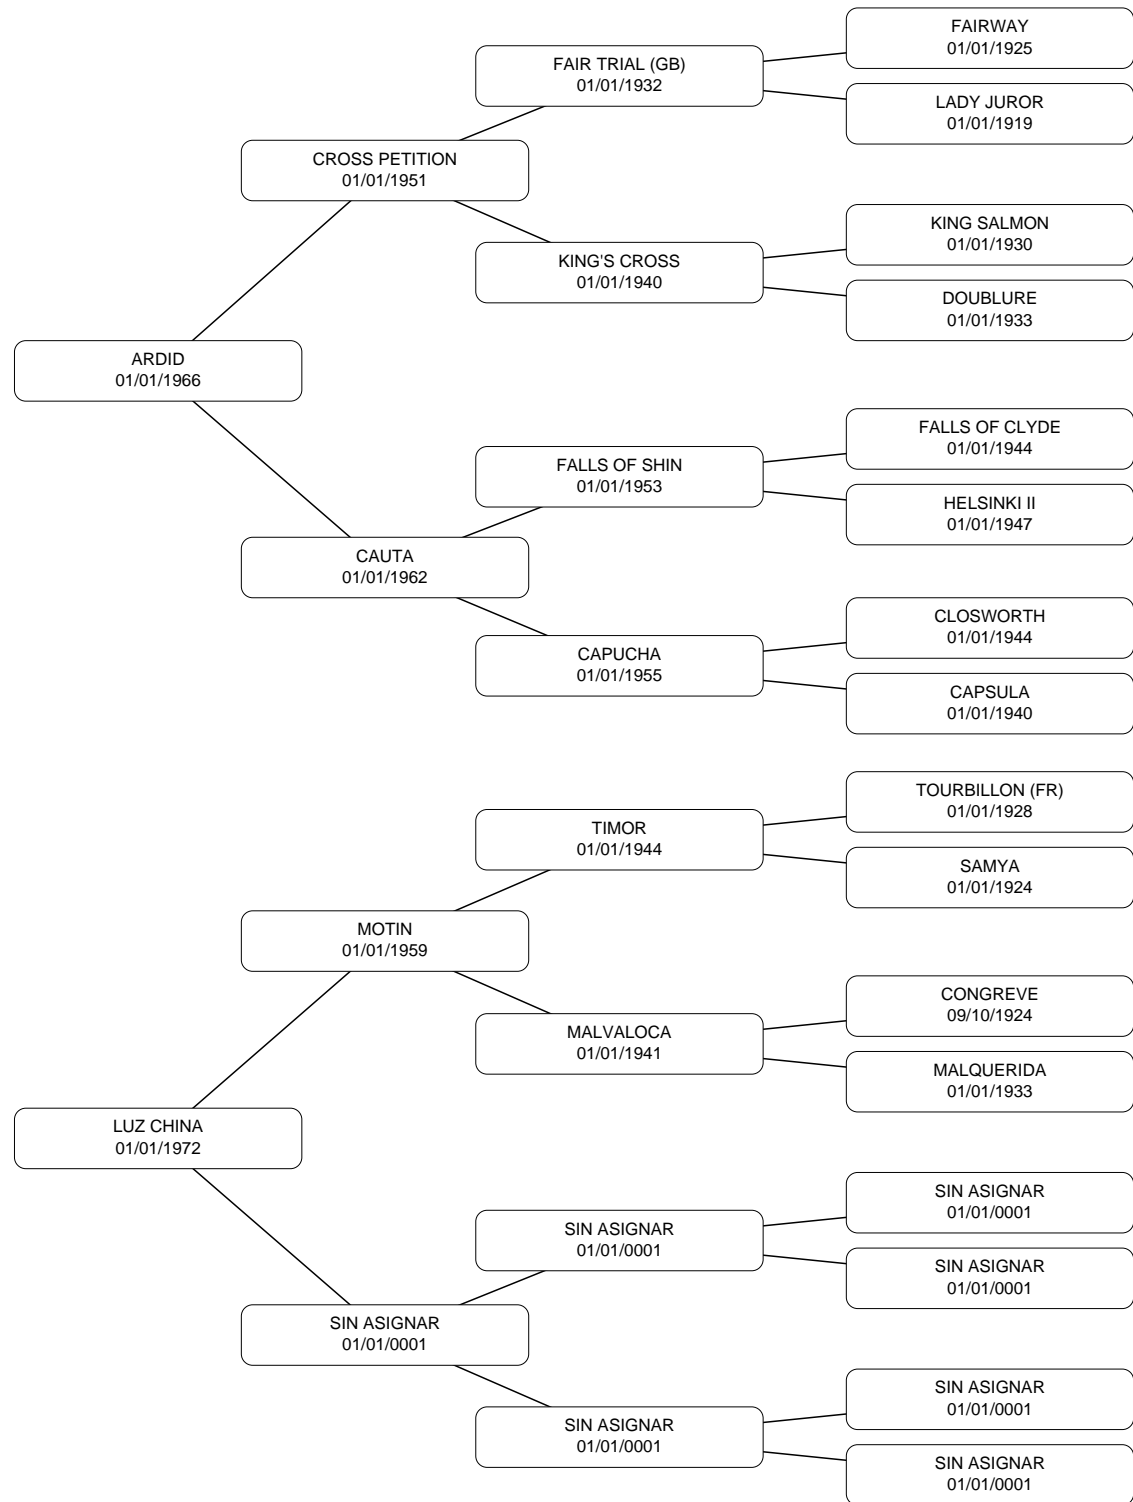 FAIRWAY
01/01/1925
FAIR TRIAL (GB)
01/01/1932
LADY JUROR
01/01/1919
CROSS PETITION
01/01/1951
KING SALMON
01/01/1930
KING'S CROSS
01/01/1940
DOUBLURE
01/01/1933
ARDID
01/01/1966
FALLS OF CLYDE
01/01/1944
FALLS OF SHIN
01/01/1953
HELSINKI II
01/01/1947
CAUTA
01/01/1962
CLOSWORTH
01/01/1944
CAPUCHA
01/01/1955
CAPSULA
01/01/1940
TOURBILLON (FR)
01/01/1928
TIMOR
01/01/1944
SAMYA
01/01/1924
MOTIN
01/01/1959
CONGREVE
09/10/1924
MALVALOCA
01/01/1941
MALQUERIDA
01/01/1933
LUZ CHINA
01/01/1972
SIN ASIGNAR
01/01/0001
SIN ASIGNAR
01/01/0001
SIN ASIGNAR
01/01/0001
SIN ASIGNAR
01/01/0001
SIN ASIGNAR
01/01/0001
SIN ASIGNAR
01/01/0001
SIN ASIGNAR
01/01/0001